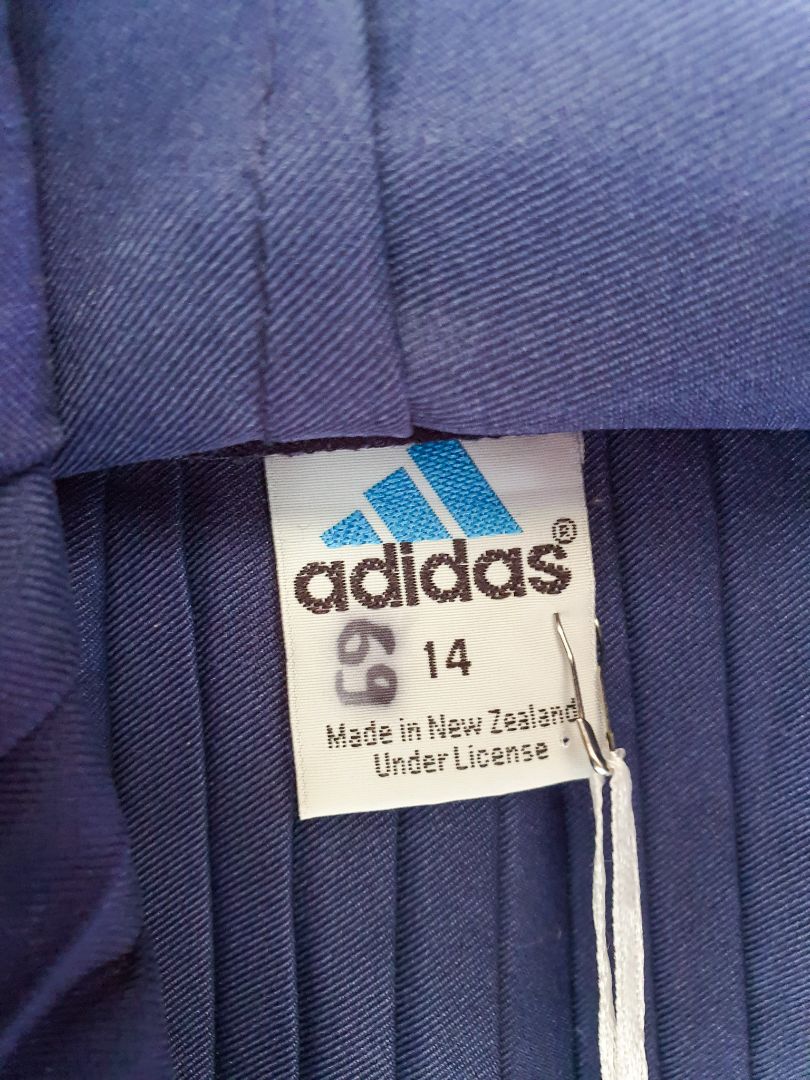 adidas®
69 14
Made in New Zealand
Under License